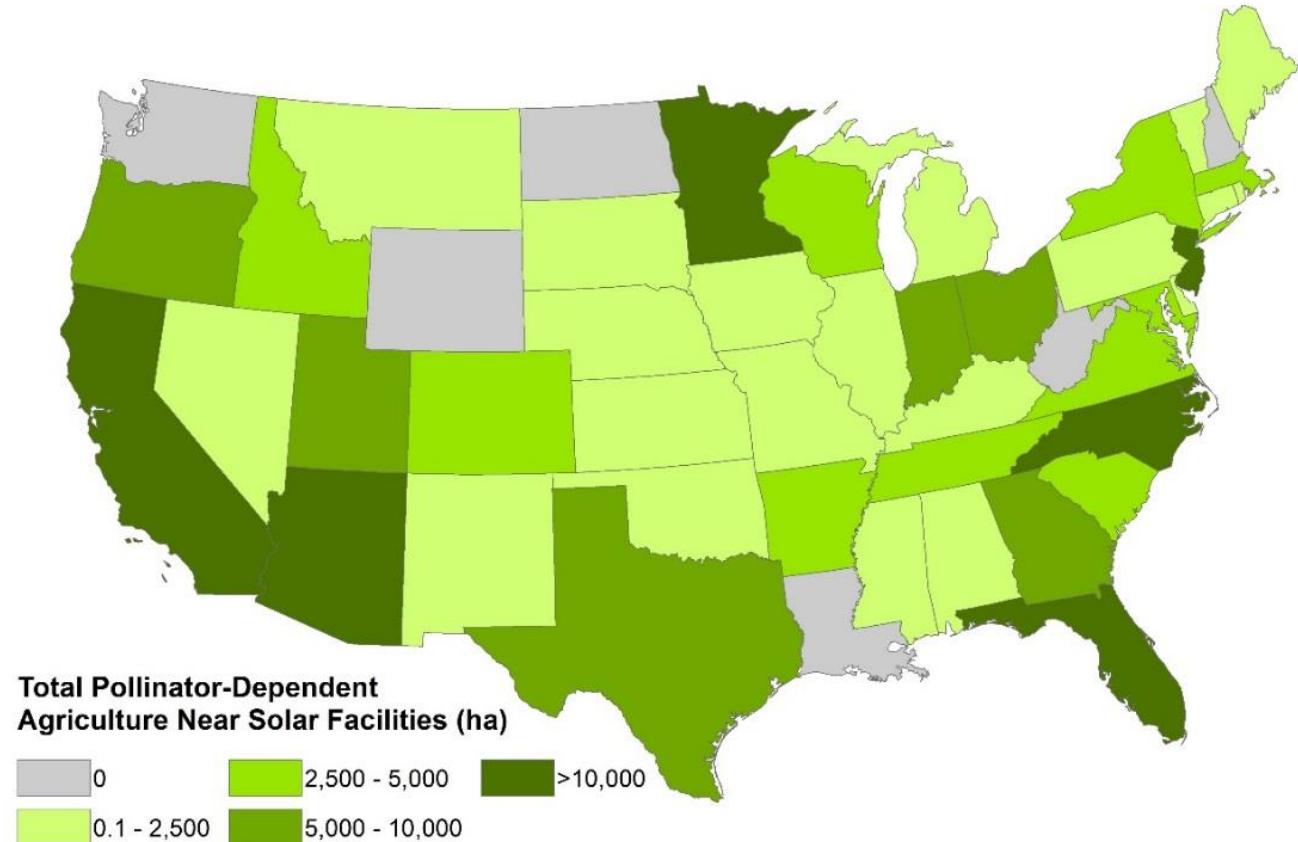 Total Pollinator-Dependent
Agriculture Near Solar Facilities (ha)
0
2,500 - 5,000
>10,000
0.1 - 2,500
5,000 - 10,000